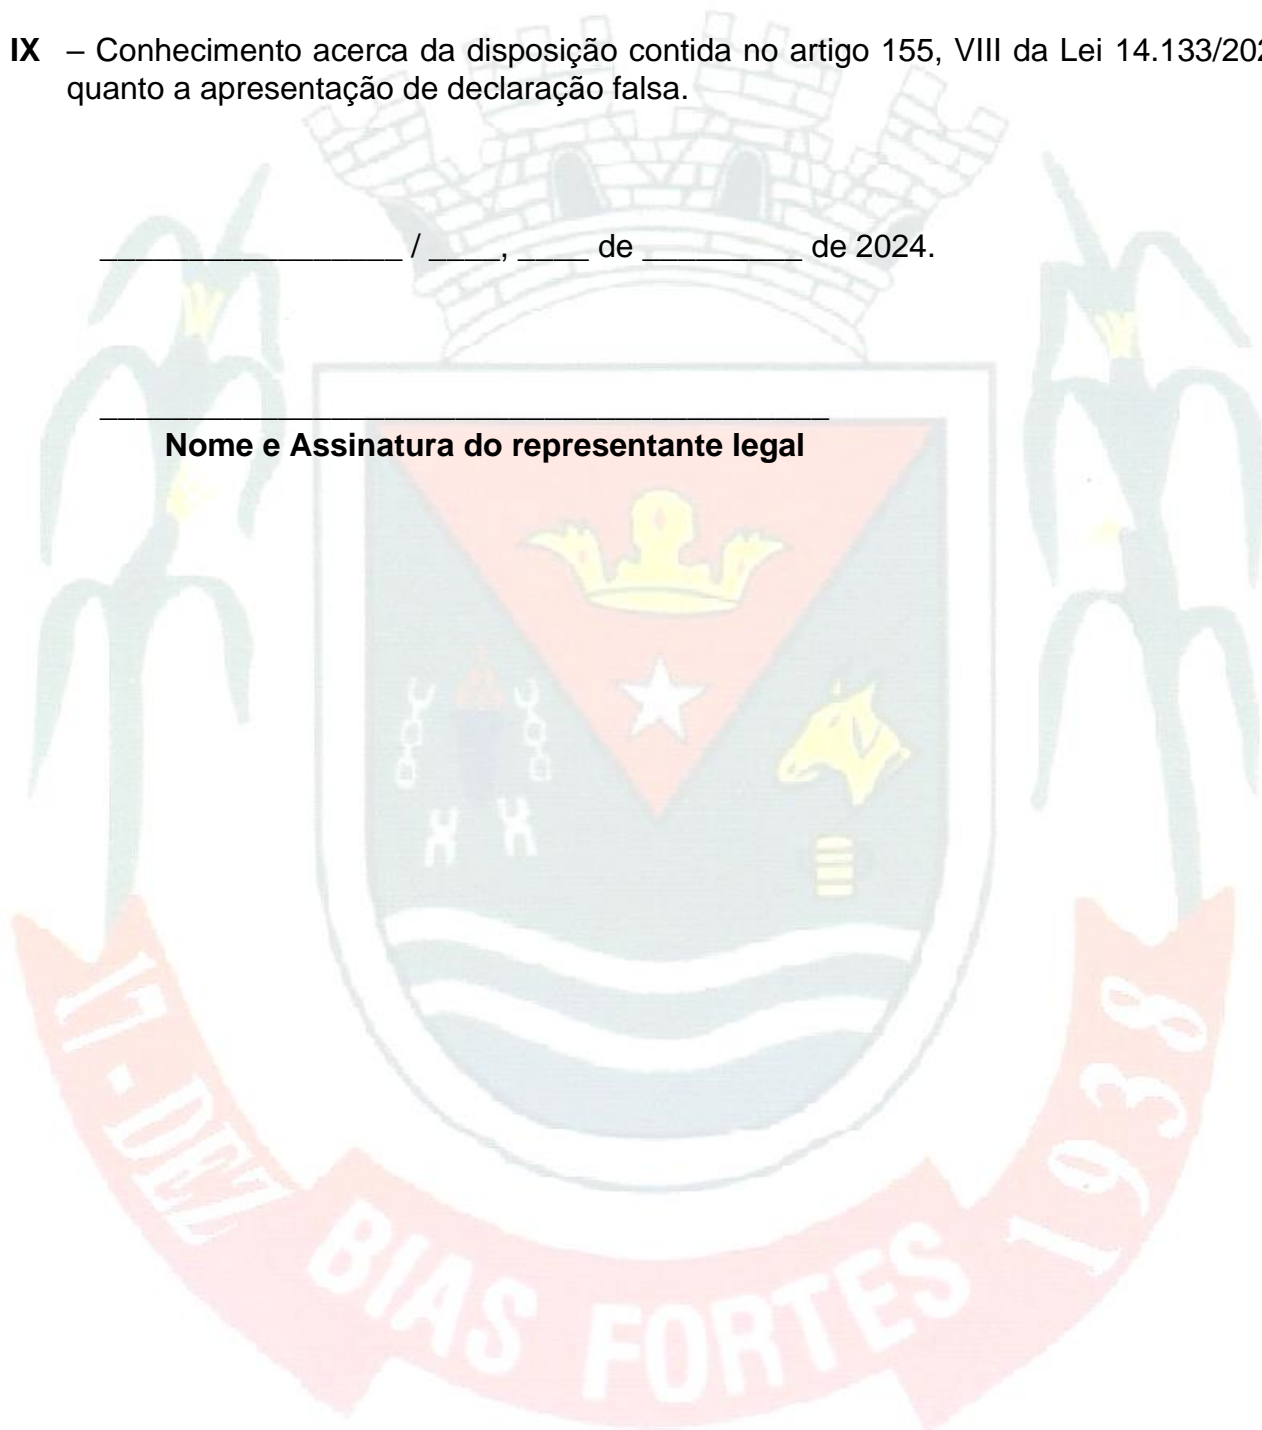 IX – Conhecimento acerca da disposição contida no artigo 155, VIII da Lei 14.133/202
quanto a apresentação de declaração falsa.
_________________ / ____, ____ de _________ de 2024.
_________________________________________
Nome e Assinatura do representante legal
17 - DEZ BIAS FORTES 1938